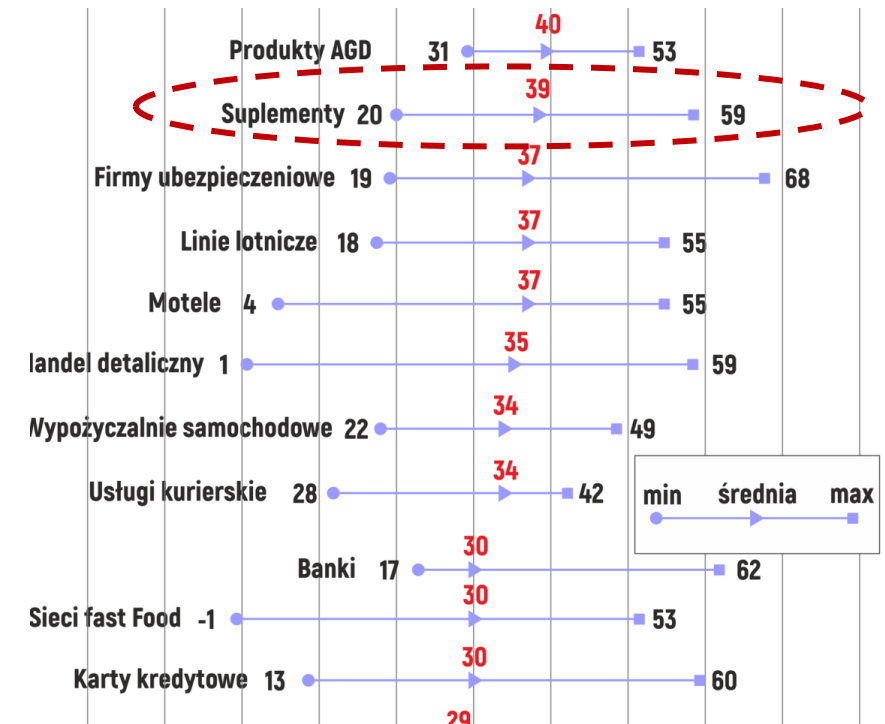 40
Produkty AGD 31 53
39
Suplementy 20 59
37
Firmy ubezpieczeniowe 19 68
37
Linie lotnicze 18 55
37
Motele 4 55
35
detaliczny 1 59
34
samochodowe 22 49
34
Usługi kurierskie 28 42
min średnia max
30
Banki 17 62
30
Sieci fast Food -1 53
30
Karty kredytowe 13 60
29